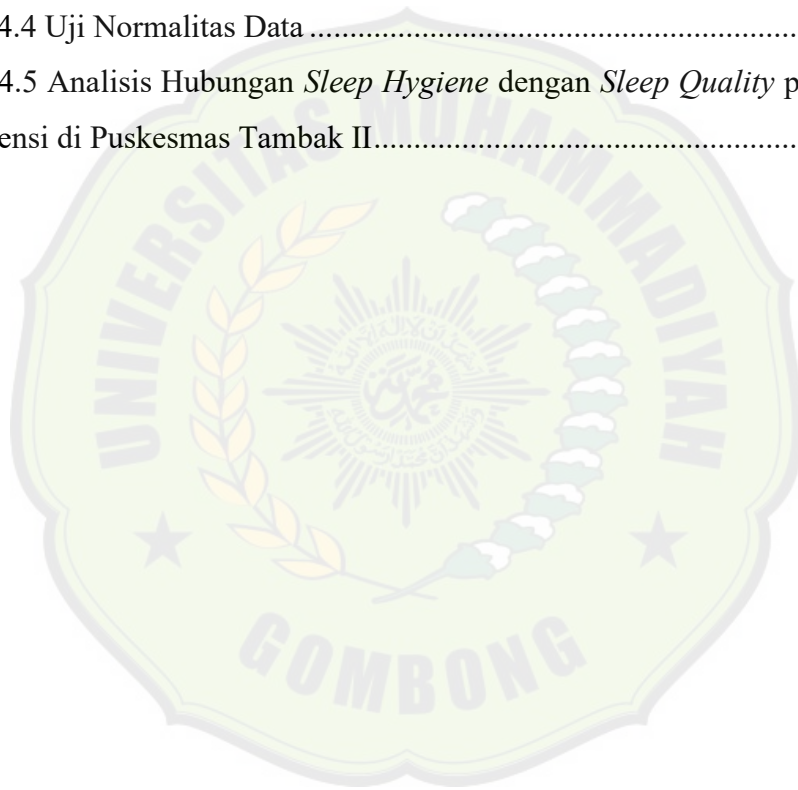 4.4 Uji Normalitas Data ............................................................
4.5 Analisis Hubungan Sleep Hygiene dengan Sleep Quality p
ensi di Puskesmas Tambak II.....................................................
UNIVERSITAS MUHAMMADIYAH
GOMBONG